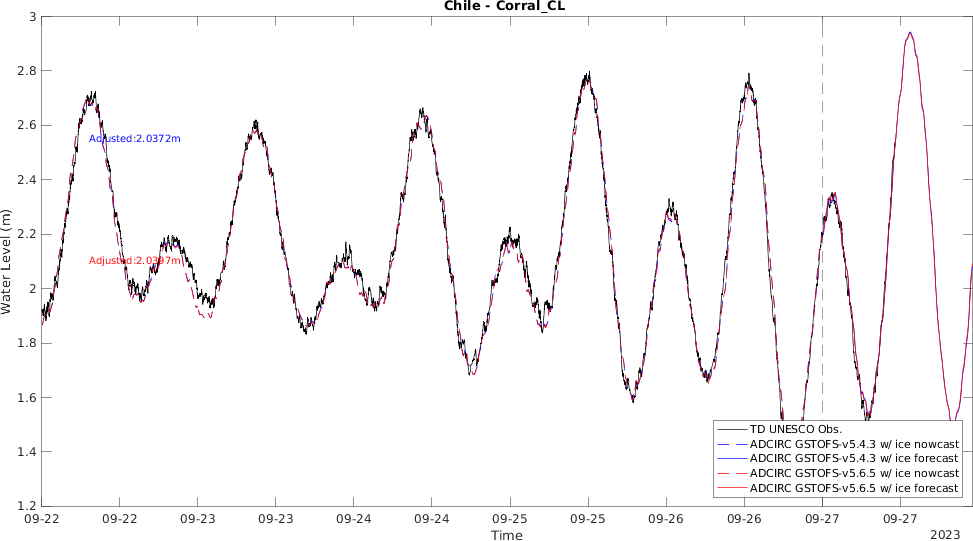 Chile - Corral_CL
3
2.8
2.6
2.4
2.2
2
1.8
1.6
1.4
1.2
Water Level (m)
Adjusted:2.0372m
Adjusted:2.0397m
TD UNESCO Obs.
ADCIRC GSTOFS-v5.4.3 w/ ice nowcast
ADCIRC GSTOFS-v5.4.3 w/ ice forecast
ADCIRC GSTOFS-v5.6.5 w/ ice nowcast
ADCIRC GSTOFS-v5.6.5 w/ ice forecast
09-22 09-22 09-23 09-23 09-24 09-24 09-25 09-25 09-26 09-26 09-27 09-27
Time
2023